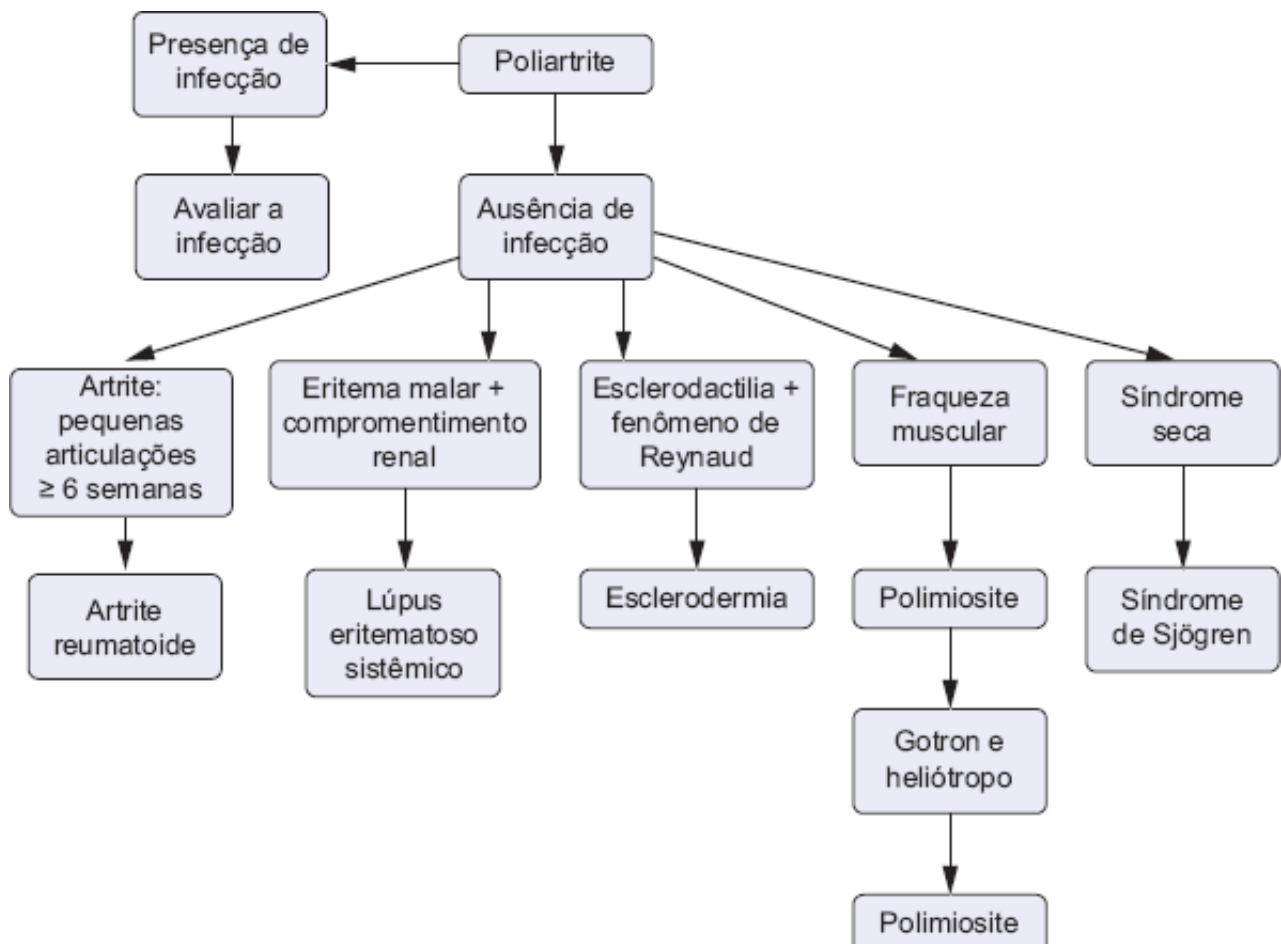 Presença de
infecção
Poliartrite
Avaliar a
infecção
Ausência de
infecção
Artrite:
pequenas
articulações
≥ 6 semanas
Eritema malar +
compromentimento
renal
Esclerodactilia +
fenômeno de
Reynaud
Fraqueza
muscular
Síndrome
seca
Artrite
reumatoide
Lúpus
eritematoso
sistêmico
Esclerodermia
Polimiosite
Síndrome
de Sjögren
Gotron e
heliótropo
Polimiosite